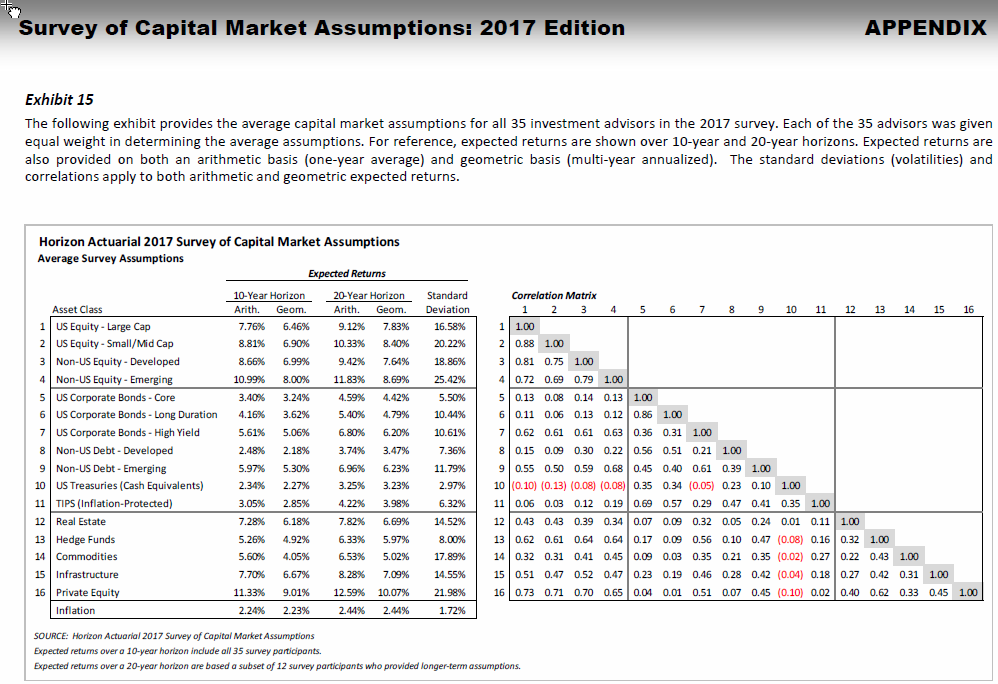 Survey of Capital Market Assumptions: 2017 Edition APPENDIX
Exhibit 15
The following exhibit provides the average capital market assumptions for all 35 investment advisors in the 2017 survey. Each of the 35 advisors was given
equal weight in determining the average assumptions. For reference, expected returns are shown over 10-year and 20-year horizons. Expected returns are
also provided on both an arithmetic basis (one-year average) and geometric basis (multi-year annualized). The standard deviations (volatilities) and
correlations apply to both arithmetic and geometric expected returns.
Horizon Actuarial 2017 Survey of Capital Market Assumptions
Average Survey Assumptions
Expected Returns
10-Year Horizon 20-Year Horizon Standard Correlation Matrix
Asset Class Arith. Geom. Arith. Geom. Deviation 1 2 3 4 5 6 7 8 9 10 11 12 13 14 15 16
1 US Equity - Large Cap 7.76% 6.46% 9.12% 7.83% 16.58% 1 1.00
2 US Equity - Small/Mid Cap 8.81% 6.90% 10.33% 8.40% 20.22% 2 0.88 1.00
3 Non-US Equity - Developed 8.66% 6.99% 9.42% 7.64% 18.86% 3 0.81 0.75 1.00
4 Non-US Equity - Emerging 10.99% 8.00% 11.83% 8.69% 25.42% 4 0.72 0.69 0.79 1.00
5 US Corporate Bonds - Core 3.40% 3.24% 4.59% 4.42% 5.50% 5 0.13 0.08 0.14 0.13 1.00
6 US Corporate Bonds - Long Duration 4.16% 3.62% 5.40% 4.79% 10.44% 6 0.11 0.06 0.13 0.12 0.86 1.00
7 US Corporate Bonds - High Yield 5.61% 5.06% 6.80% 6.20% 10.61% 7 0.62 0.61 0.61 0.63 0.36 0.31 1.00
8 Non-US Debt - Developed 2.48% 2.18% 3.74% 3.47% 7.36% 8 0.15 0.09 0.30 0.22 0.56 0.51 0.21 1.00
9 Non-US Debt - Emerging 5.97% 5.30% 6.96% 6.23% 11.79% 9 0.55 0.50 0.59 0.68 0.45 0.40 0.61 0.39 1.00
10 US Treasuries (Cash Equivalents) 2.34% 2.27% 3.25% 3.23% 2.97% 10 (0.10) (0.13) (0.08) (0.08) 0.35 0.34 (0.05) 0.23 0.10 1.00
11 TIPS (Inflation-Protected) 3.05% 2.85% 4.22% 3.98% 6.32% 11 0.06 0.03 0.12 0.19 0.69 0.57 0.29 0.47 0.41 0.35 1.00
12 Real Estate 7.28% 6.18% 7.82% 6.69% 14.52% 12 0.43 0.43 0.39 0.34 0.07 0.09 0.32 0.05 0.24 0.01 0.11 1.00
13 Hedge Funds 5.26% 4.92% 6.33% 5.97% 8.00% 13 0.62 0.61 0.64 0.64 0.17 0.09 0.56 0.10 0.47 (0.08) 0.16 0.32 1.00
14 Commodities 5.60% 4.05% 6.53% 5.02% 17.89% 14 0.32 0.31 0.41 0.45 0.09 0.03 0.35 0.21 0.35 (0.02) 0.27 0.22 0.43 1.00
15 Infrastructure 7.70% 6.67% 8.28% 7.09% 14.55% 15 0.51 0.47 0.52 0.47 0.23 0.19 0.46 0.28 0.42 (0.04) 0.18 0.27 0.42 0.31 1.00
16 Private Equity 11.33% 9.01% 12.59% 10.07% 21.98% 16 0.73 0.71 0.70 0.65 0.04 0.01 0.51 0.07 0.45 (0.10) 0.02 0.40 0.62 0.33 0.45 1.00
Inflation 2.24% 2.23% 2.44% 2.44% 1.72%
SOURCE: Horizon Actuarial 2017 Survey of Capital Market Assumptions
Expected returns over a 10-year horizon include all 35 survey participants.
Expected returns over a 20-year horizon are based a subset of 12 survey participants who provided longer-term assumptions.